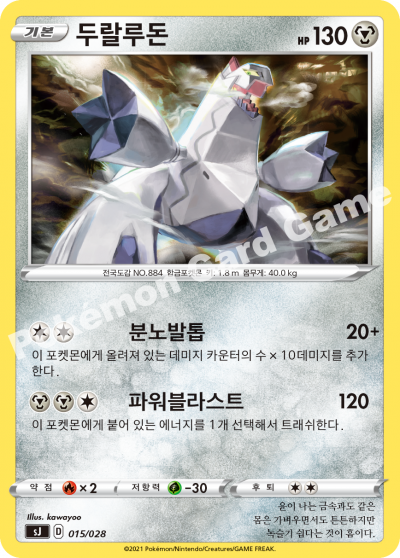 기본 두랄루돈 HP 130
전국도감 NO.884 합금포켓몬 키: 1.8 m 몸무게: 40.0 kg
Pokémon Card Game
분노발톱 20+
이 포켓몬에게 올려져 있는 데미지 카운터의 수 × 10데미지를 추가
한다.
파워블라스트 120
이 포켓몬에게 붙어 있는 에너지를 1개 선택해서 트래쉬한다.
약점 ×2 저항력 -30 후퇴
Illus. kawayoo
sJ D 015/028
윤이 나는 금속과도 같은
몸은 가벼우면서도 튼튼하지만
녹슬기 쉽다는 것이 흠이다.
©2021 Pokémon/Nintendo/Creatures/GAME FREAK.